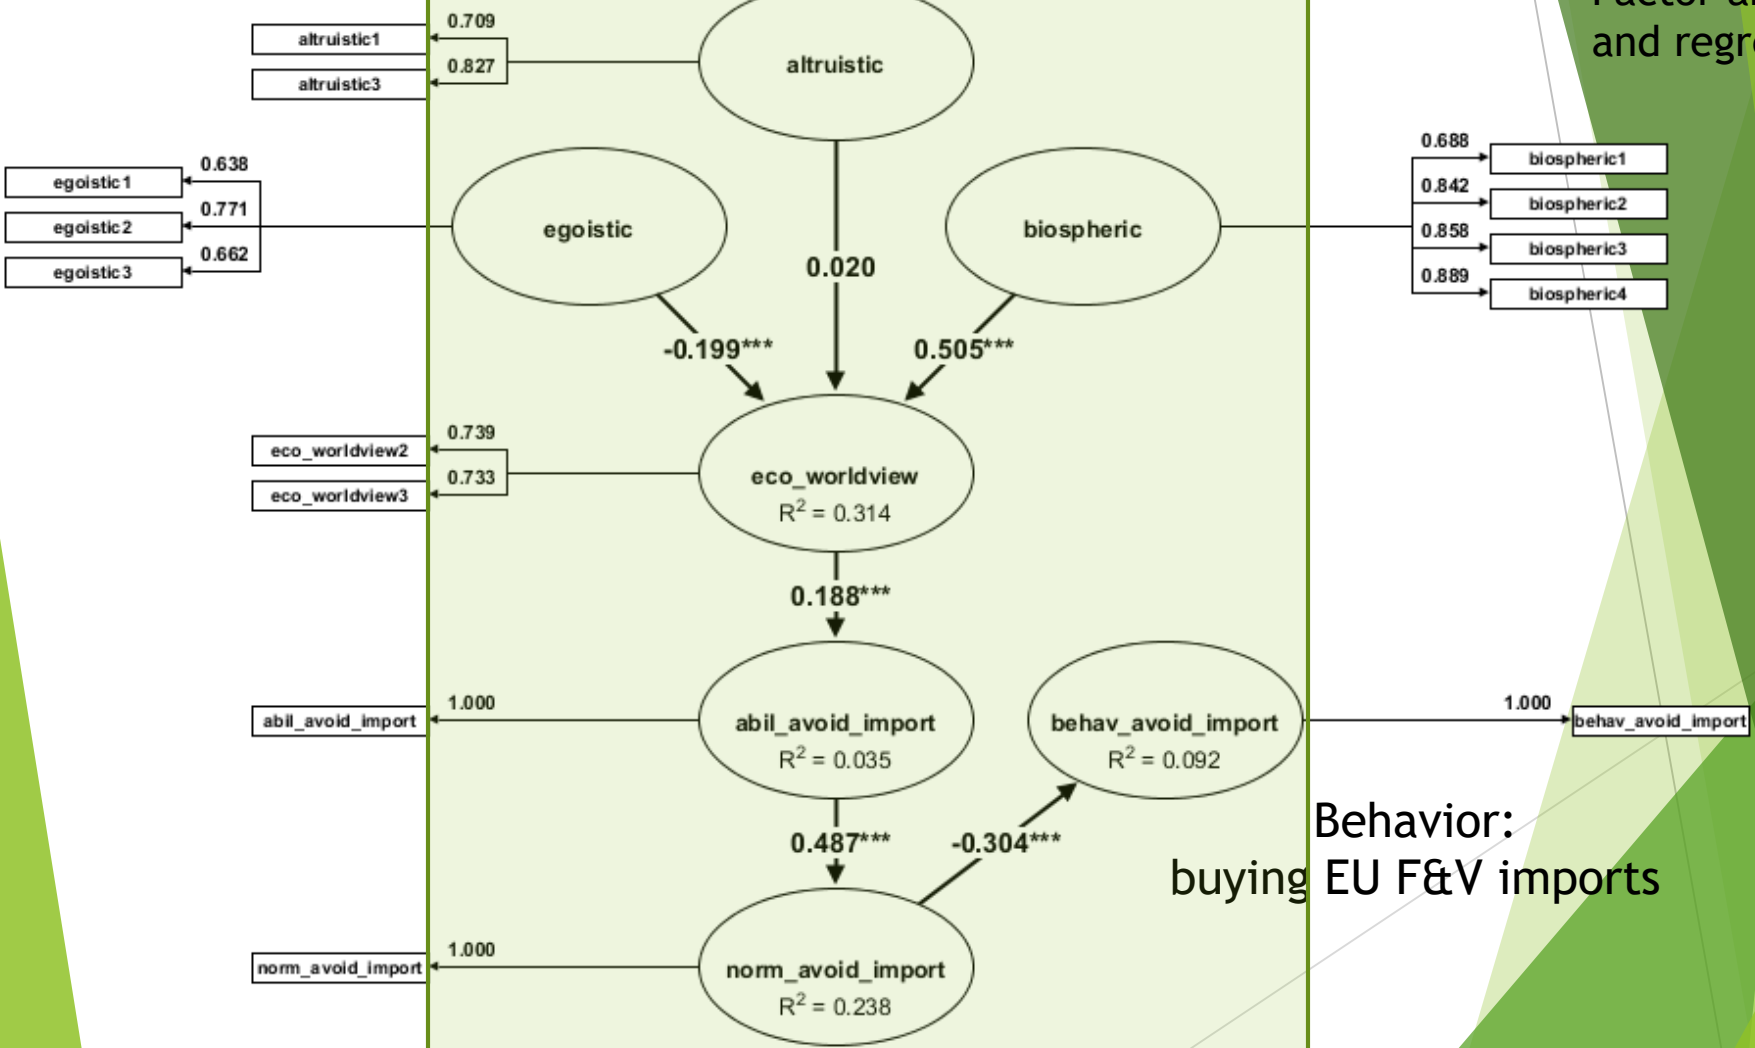 Factor a
and regr
0.709
altruistic1
0.827
altruistic3
altruistic
0.638
egoistic1
0.771
egoistic2
0.662
egoistic3
egoistic
biospheric
0.688
biospheric1
0.842
biospheric2
0.858
biospheric3
0.889
biospheric4
0.020
-0.199***
0.505***
0.739
eco_worldview2
0.733
eco_worldview3
eco_worldview
R² = 0.314
0.188***
1.000
abil_avoid_import
abil_avoid_import
R² = 0.035
behav_avoid_import
R² = 0.092
1.000
behav_avoid_import
0.487***
-0.304***
Behavior:
buying EU F&V imports
1.000
norm_avoid_import
norm_avoid_import
R² = 0.238